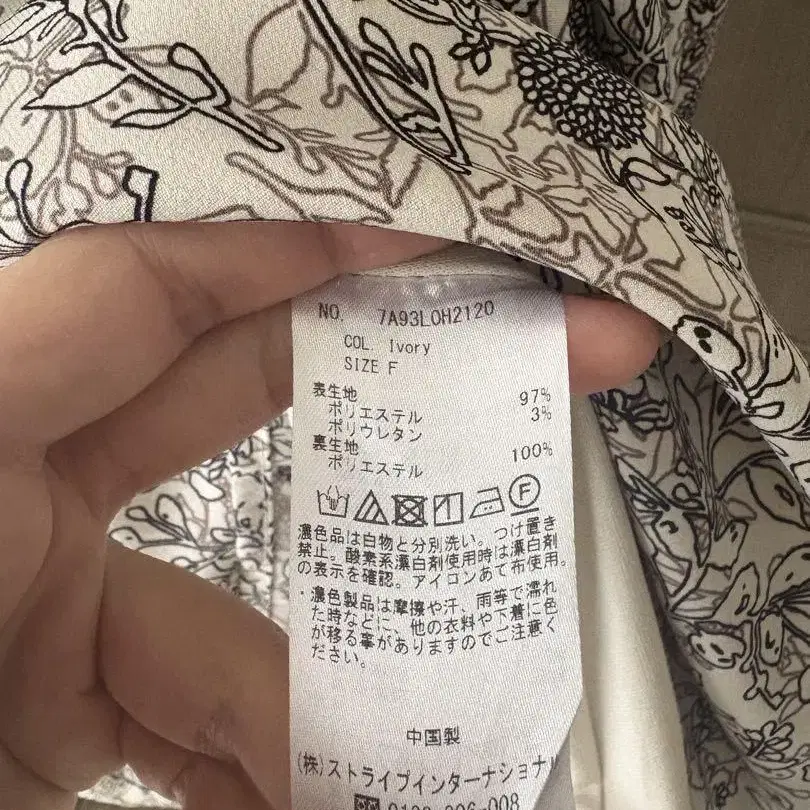 NO. 7A93L0H2120
COL. Ivory
SIZE F
表生地
ポリエステル 97%
ポリウレタン 3%
裏生地
ポリエステル 100%
F
濃色品は白物と分別洗い。つけ置き
禁止。酸素系漂白剤使用時は漂白剤
の表示を確認。アイロンあて布使用。
・濃色製品は摩擦や汗、雨等で濡れ
た時などに、他の衣料や下着に色
が移る事がありますのでご注意く
ださい。
中国製
(株)ストライプインターナショナル